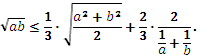 √(ab) ≤ 1/3 · √((a² + b²)/2) + 2/3 · 2/(1/a + 1/b).